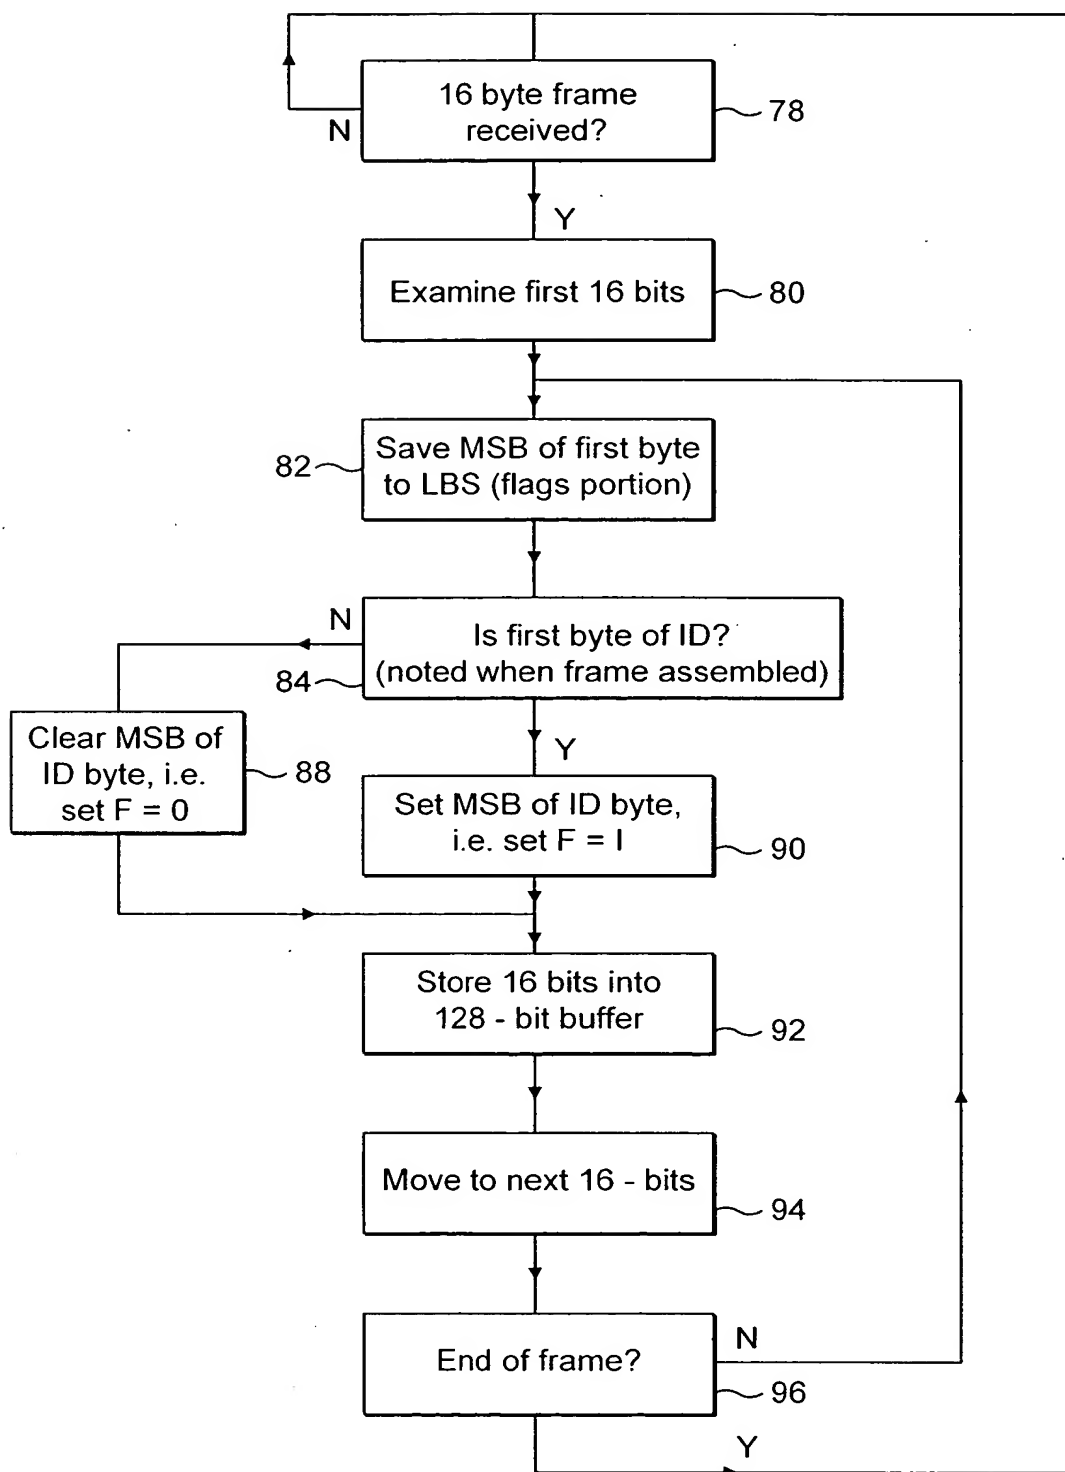 16 byte frame
received?
78
N
Y
Examine first 16 bits
80
Save MSB of first byte
to LBS (flags portion)
82
N
Is first byte of ID?
(noted when frame assembled)
84
Clear MSB of
ID byte, i.e.
set F = 0
88
Y
Set MSB of ID byte,
i.e. set F = I
90
Store 16 bits into
128 - bit buffer
92
Move to next 16 - bits
94
End of frame?
N
96
Y